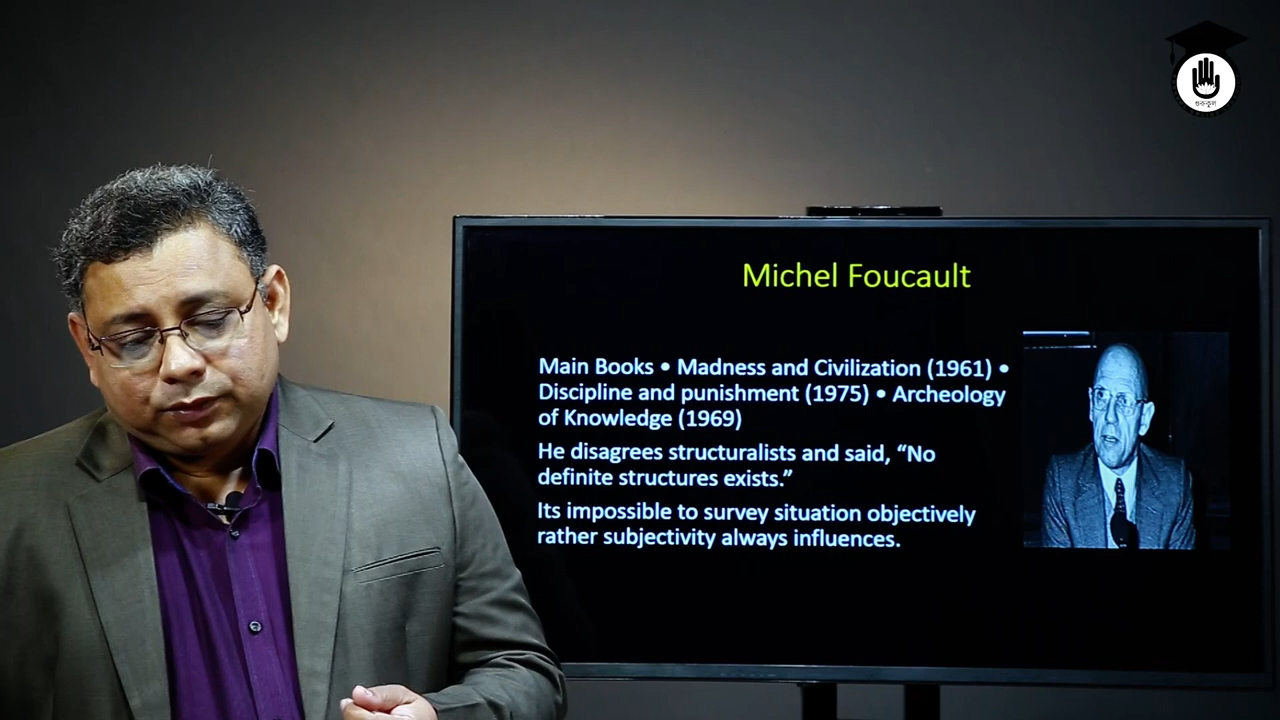 গুরুকুল
Michel Foucault
Main Books • Madness and Civilization (1961) •
Discipline and punishment (1975) • Archeology
of Knowledge (1969)
He disagrees structuralists and said, “No
definite structures exists.”
Its impossible to survey situation objectively
rather subjectivity always influences.